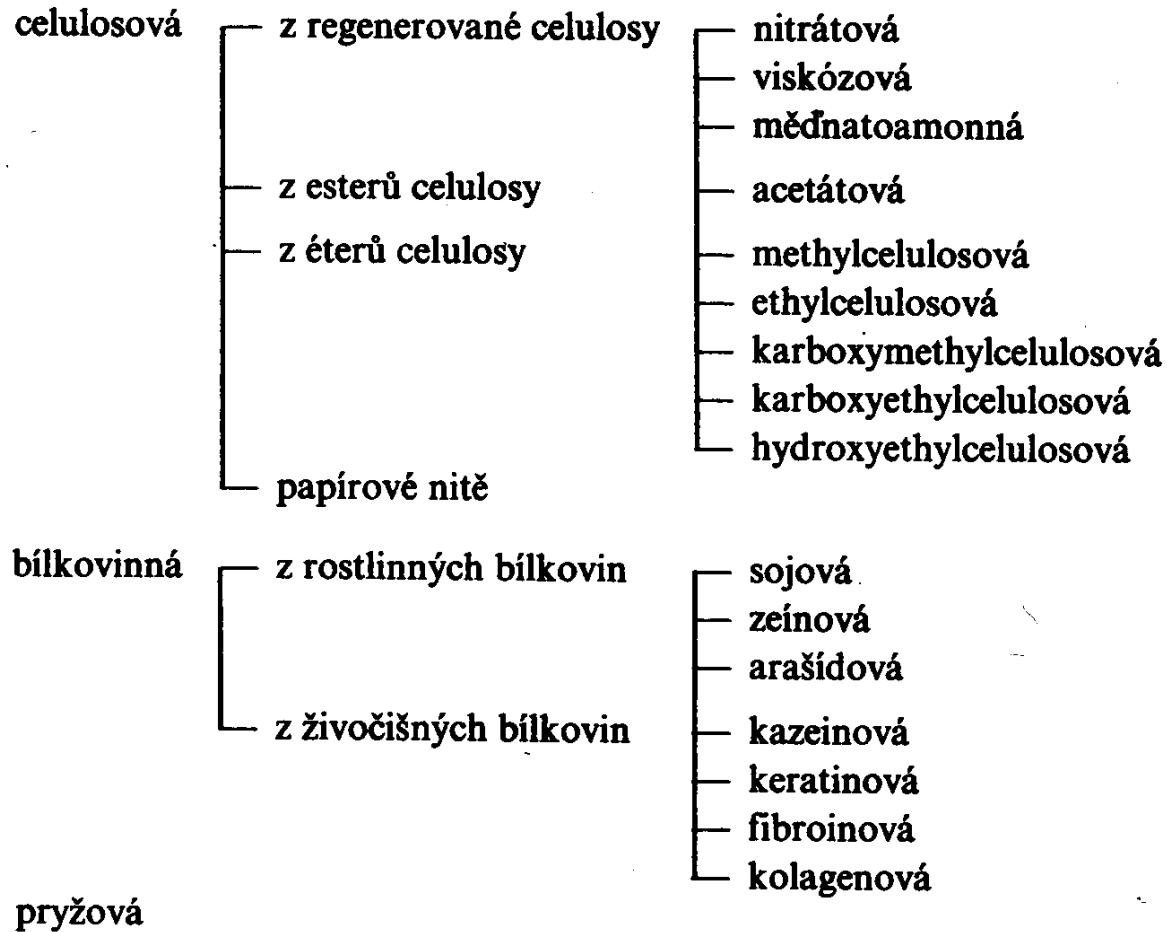 celulosová z regenerované celulosy nitrátová
viskózová
měďnatoamonná
z esterů celulosy acetátová
z éterů celulosy methylcelulosová
ethylcelulosová
karboxymethylcelulosová
karboxyethylcelulosová
hydroxyethylcelulosová
papírové nitě
bílkovinná z rostlinných bílkovin sojová
zeínová
arašídová
z živočišných bílkovin kazeinová
keratinová
fibroinová
kolagenová
pryžová